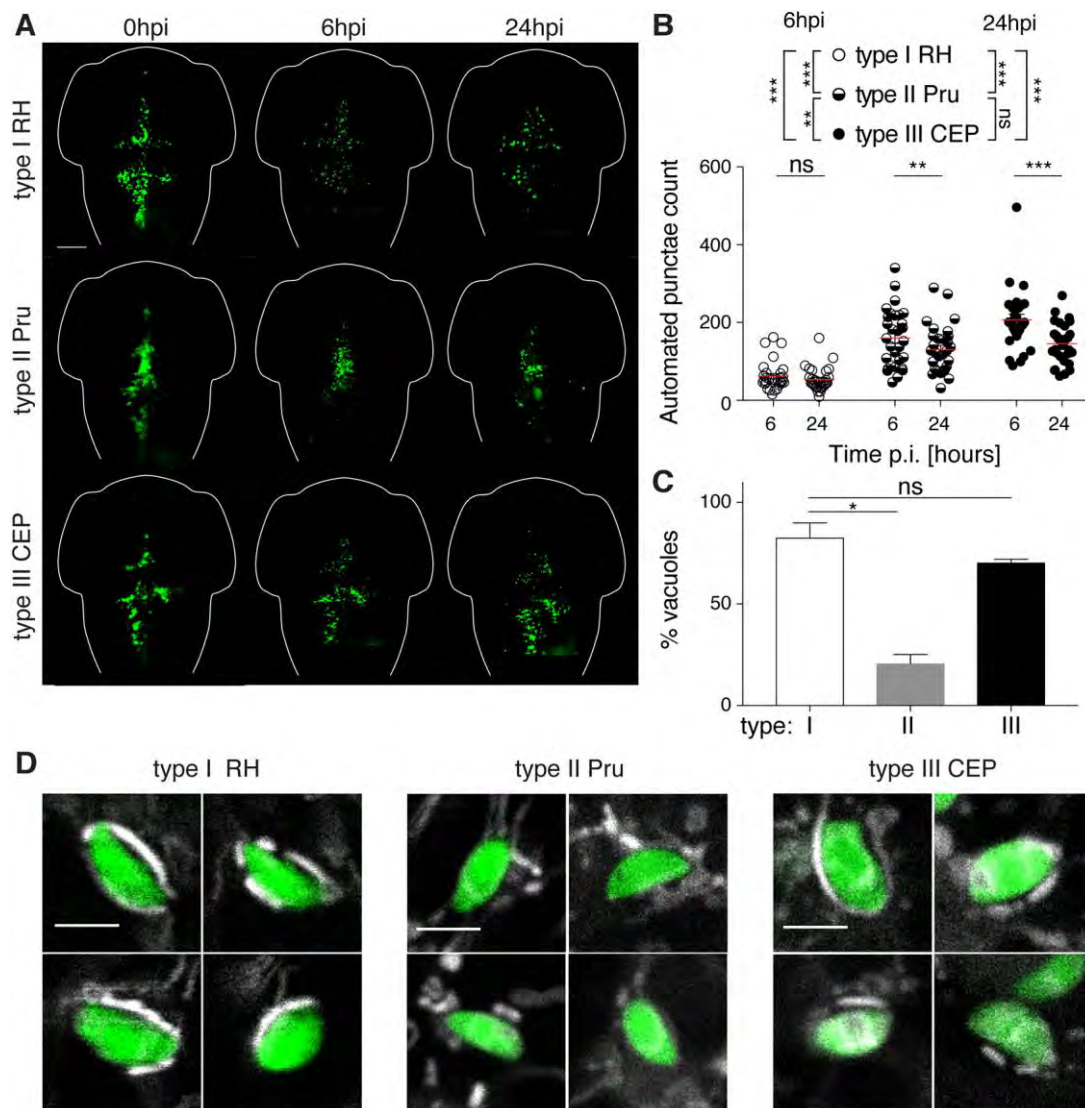 A
0hpi 6hpi 24hpi
type I RH
type II Pru
type III CEP
B
6hpi 24hpi
*** *** type I RH *** ***
type II Pru
** type III CEP ns
600
400
200
0
Automated punctae count
ns ** ***
6 24 6 24 6 24
Time p.i. [hours]
C
100
50
0
% vacuoles
ns
*
type: I II III
D
type I RH type II Pru type III CEP